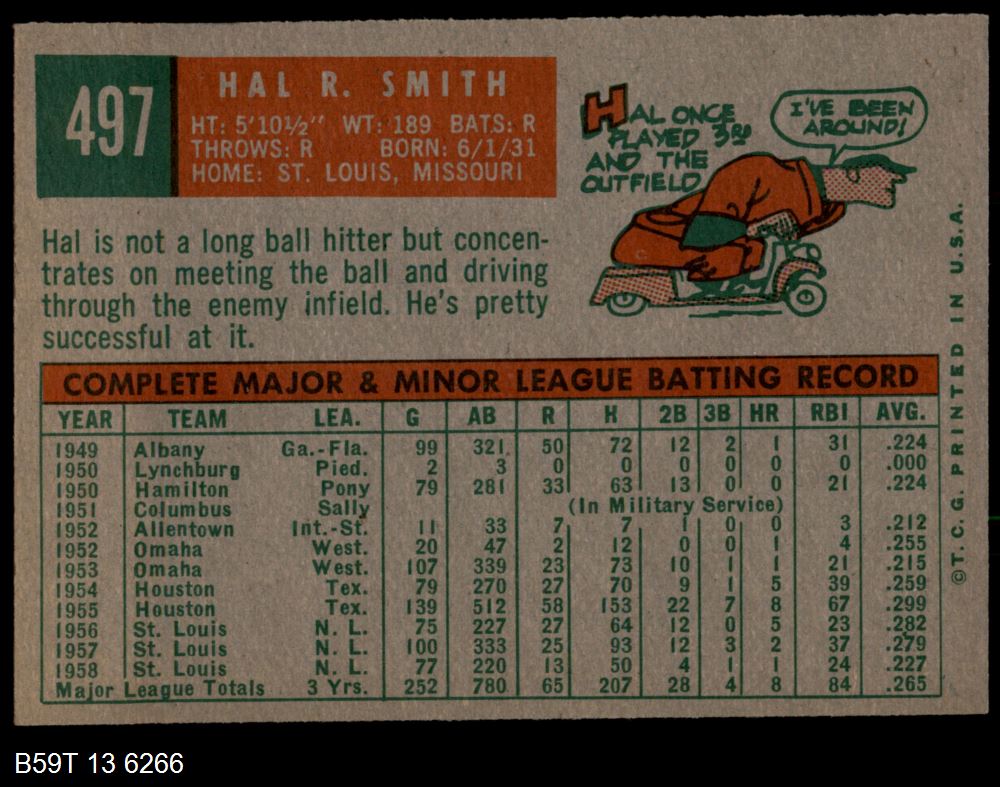 497
HAL R. SMITH
HT: 5'10½" WT: 189 BATS: R
THROWS: R BORN: 6/1/31
HOME: ST. LOUIS, MISSOURI
HAL ONCE
PLAYED 3RD
AND THE
OUTFIELD
I'VE BEEN
AROUND!
Hal is not a long ball hitter but concen-
trates on meeting the ball and driving
through the enemy infield. He's pretty
successful at it.
COMPLETE MAJOR & MINOR LEAGUE BATTING RECORD
YEAR TEAM LEA. G AB R H 2B 3B HR RBI AVG.
1949 Albany Ga.-Fla. 99 321 50 72 12 2 1 31 .224
1950 Lynchburg Pied. 2 3 0 0 0 0 0 0 .000
1950 Hamilton Pony 79 281 33 63 13 0 1 21 .224
1951 Columbus Sally (In Military Service)
1952 Allentown Int.-St. 11 33 7 7 1 0 0 3 .212
1952 Omaha West. 20 47 2 12 0 0 1 4 .255
1953 Omaha West. 107 339 23 73 10 1 1 21 .215
1954 Houston Tex. 79 270 27 70 9 1 5 39 .259
1955 Houston Tex. 139 512 58 153 22 7 8 67 .299
1956 St. Louis N. L. 75 227 27 64 12 0 5 23 .282
1957 St. Louis N. L. 100 333 25 93 12 3 2 37 .279
1958 St. Louis N. L. 77 220 13 50 4 1 1 24 .227
Major League Totals 3 Yrs. 252 780 65 207 28 4 8 84 .265
©T. C. G. PRINTED IN U.S.A.
B59T 13 6266